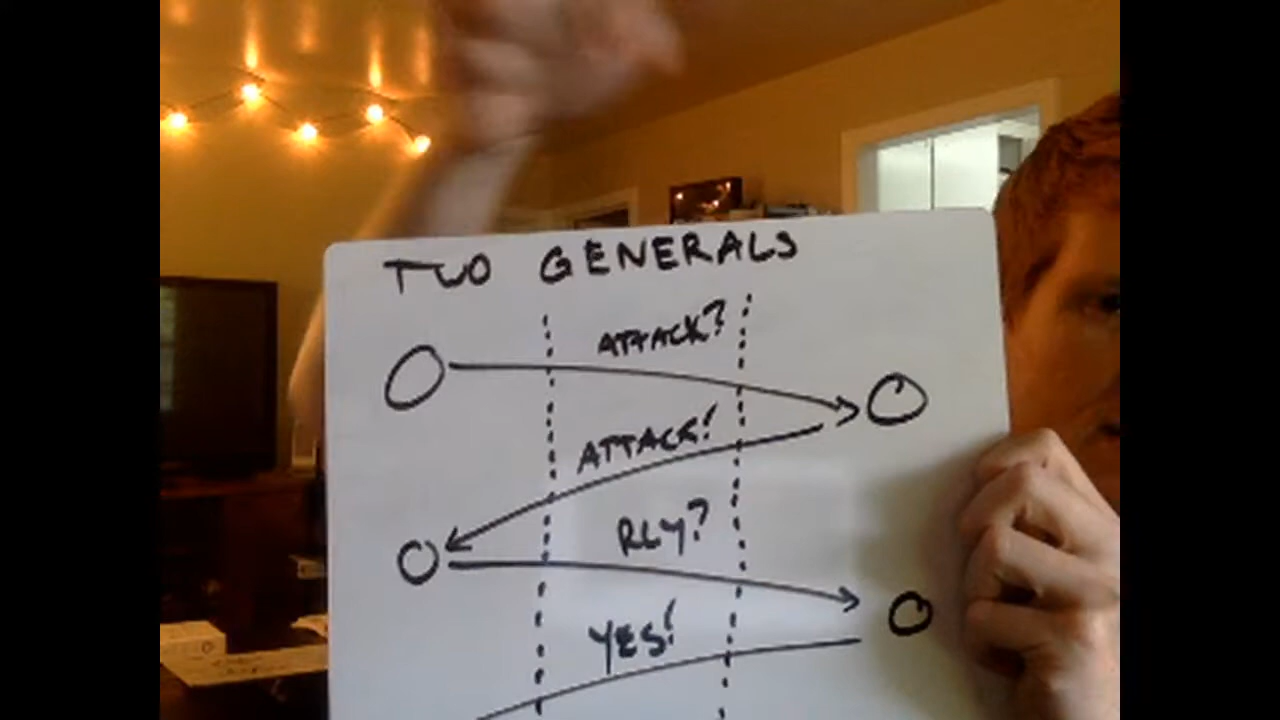 TWO GENERALS
ATTACK?
ATTACK!
RLY?
YES!